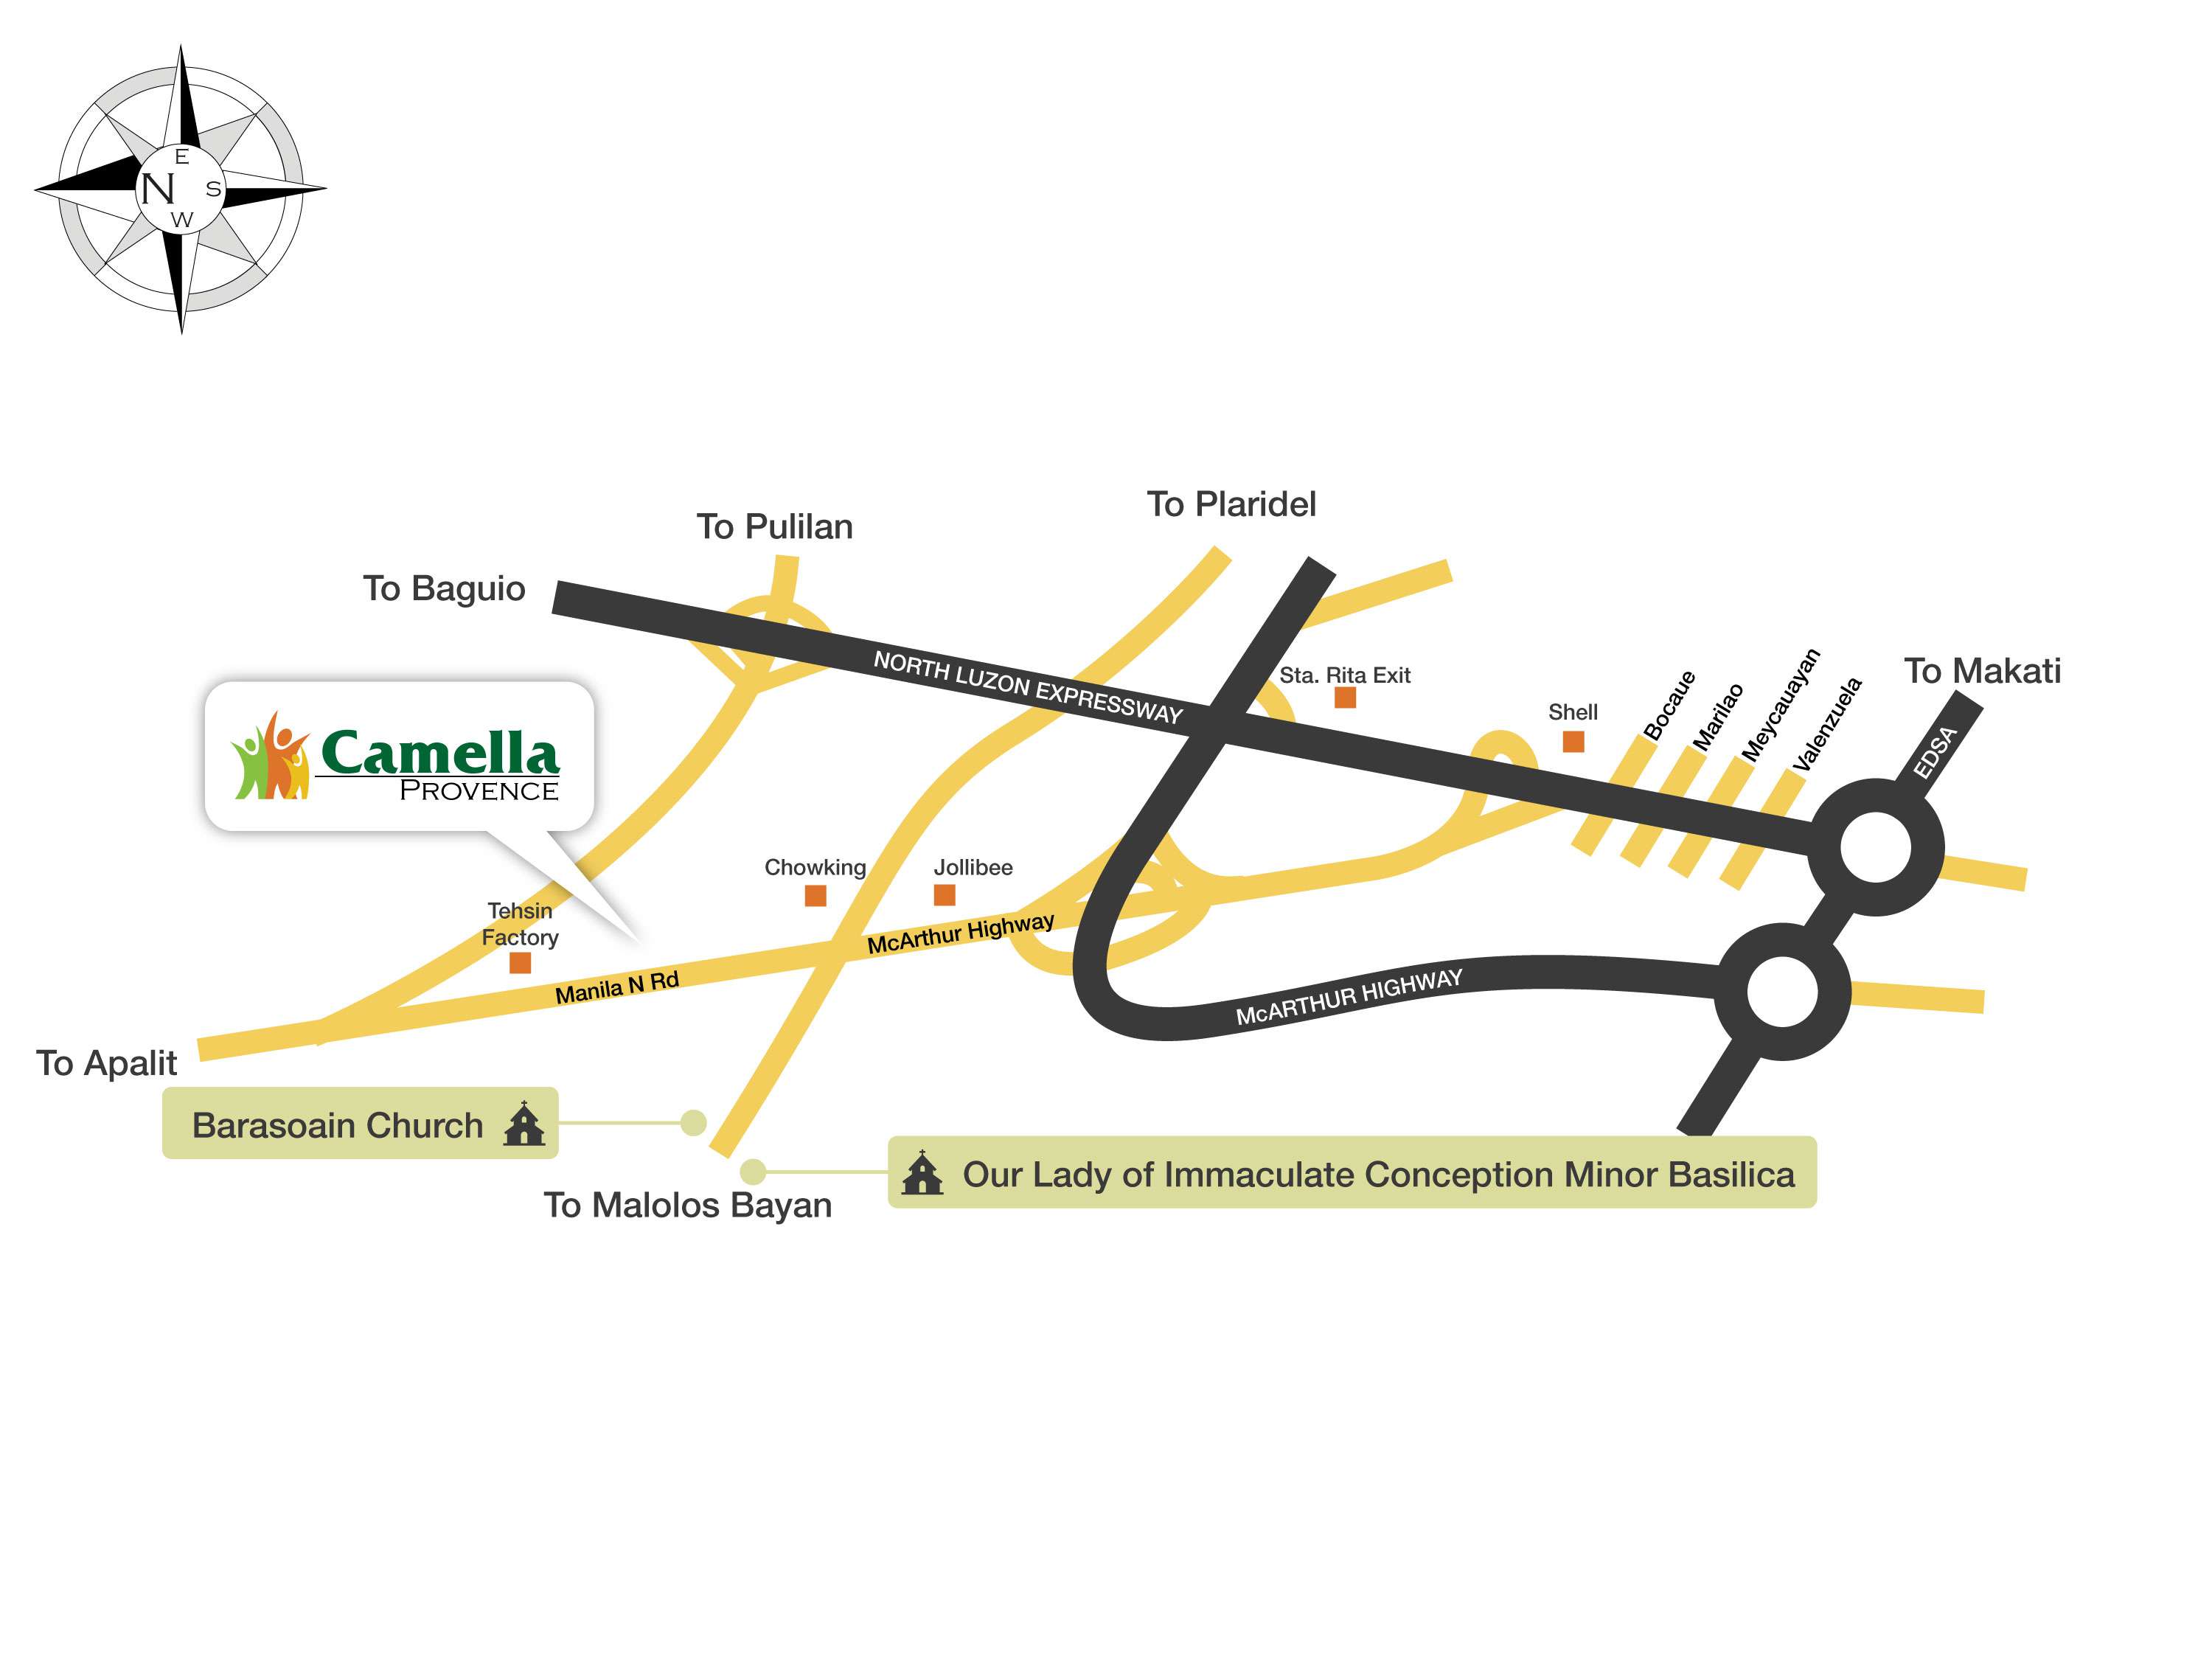 E
N S
W
To Plaridel
To Pulilan
To Baguio
NORTH LUZON EXPRESSWAY
Sta. Rita Exit
Shell
Bocaue
Marilao
Meycauayan
Valenzuela
To Makati
EDSA
Camella
PROVENCE
Chowking
Jollibee
Tehsin
Factory
McArthur Highway
Manila N Rd
McARTHUR HIGHWAY
To Apalit
Barasoain Church
Our Lady of Immaculate Conception Minor Basilica
To Malolos Bayan